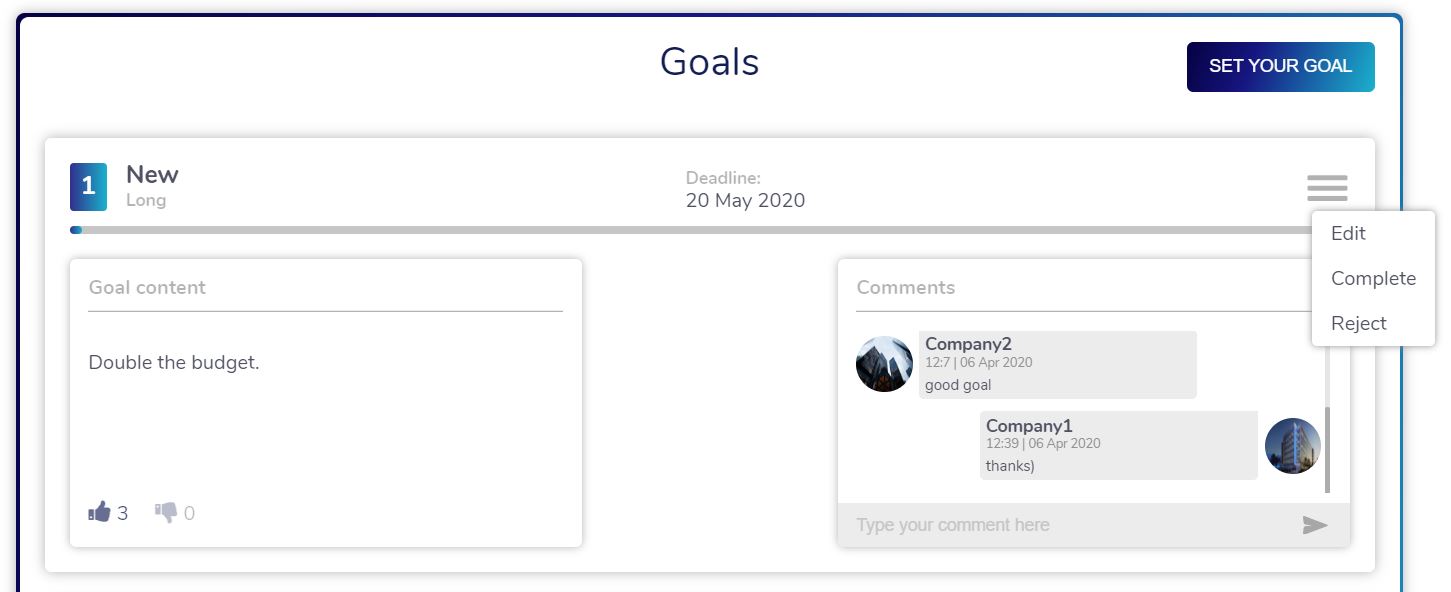 Goals
SET YOUR GOAL
1
New
Long
Deadline:
20 May 2020
Edit
Complete
Reject
Goal content
Double the budget.
3
0
Comments
Company2
12:7 | 06 Apr 2020
good goal
Company1
12:39 | 06 Apr 2020
thanks)
Type your comment here